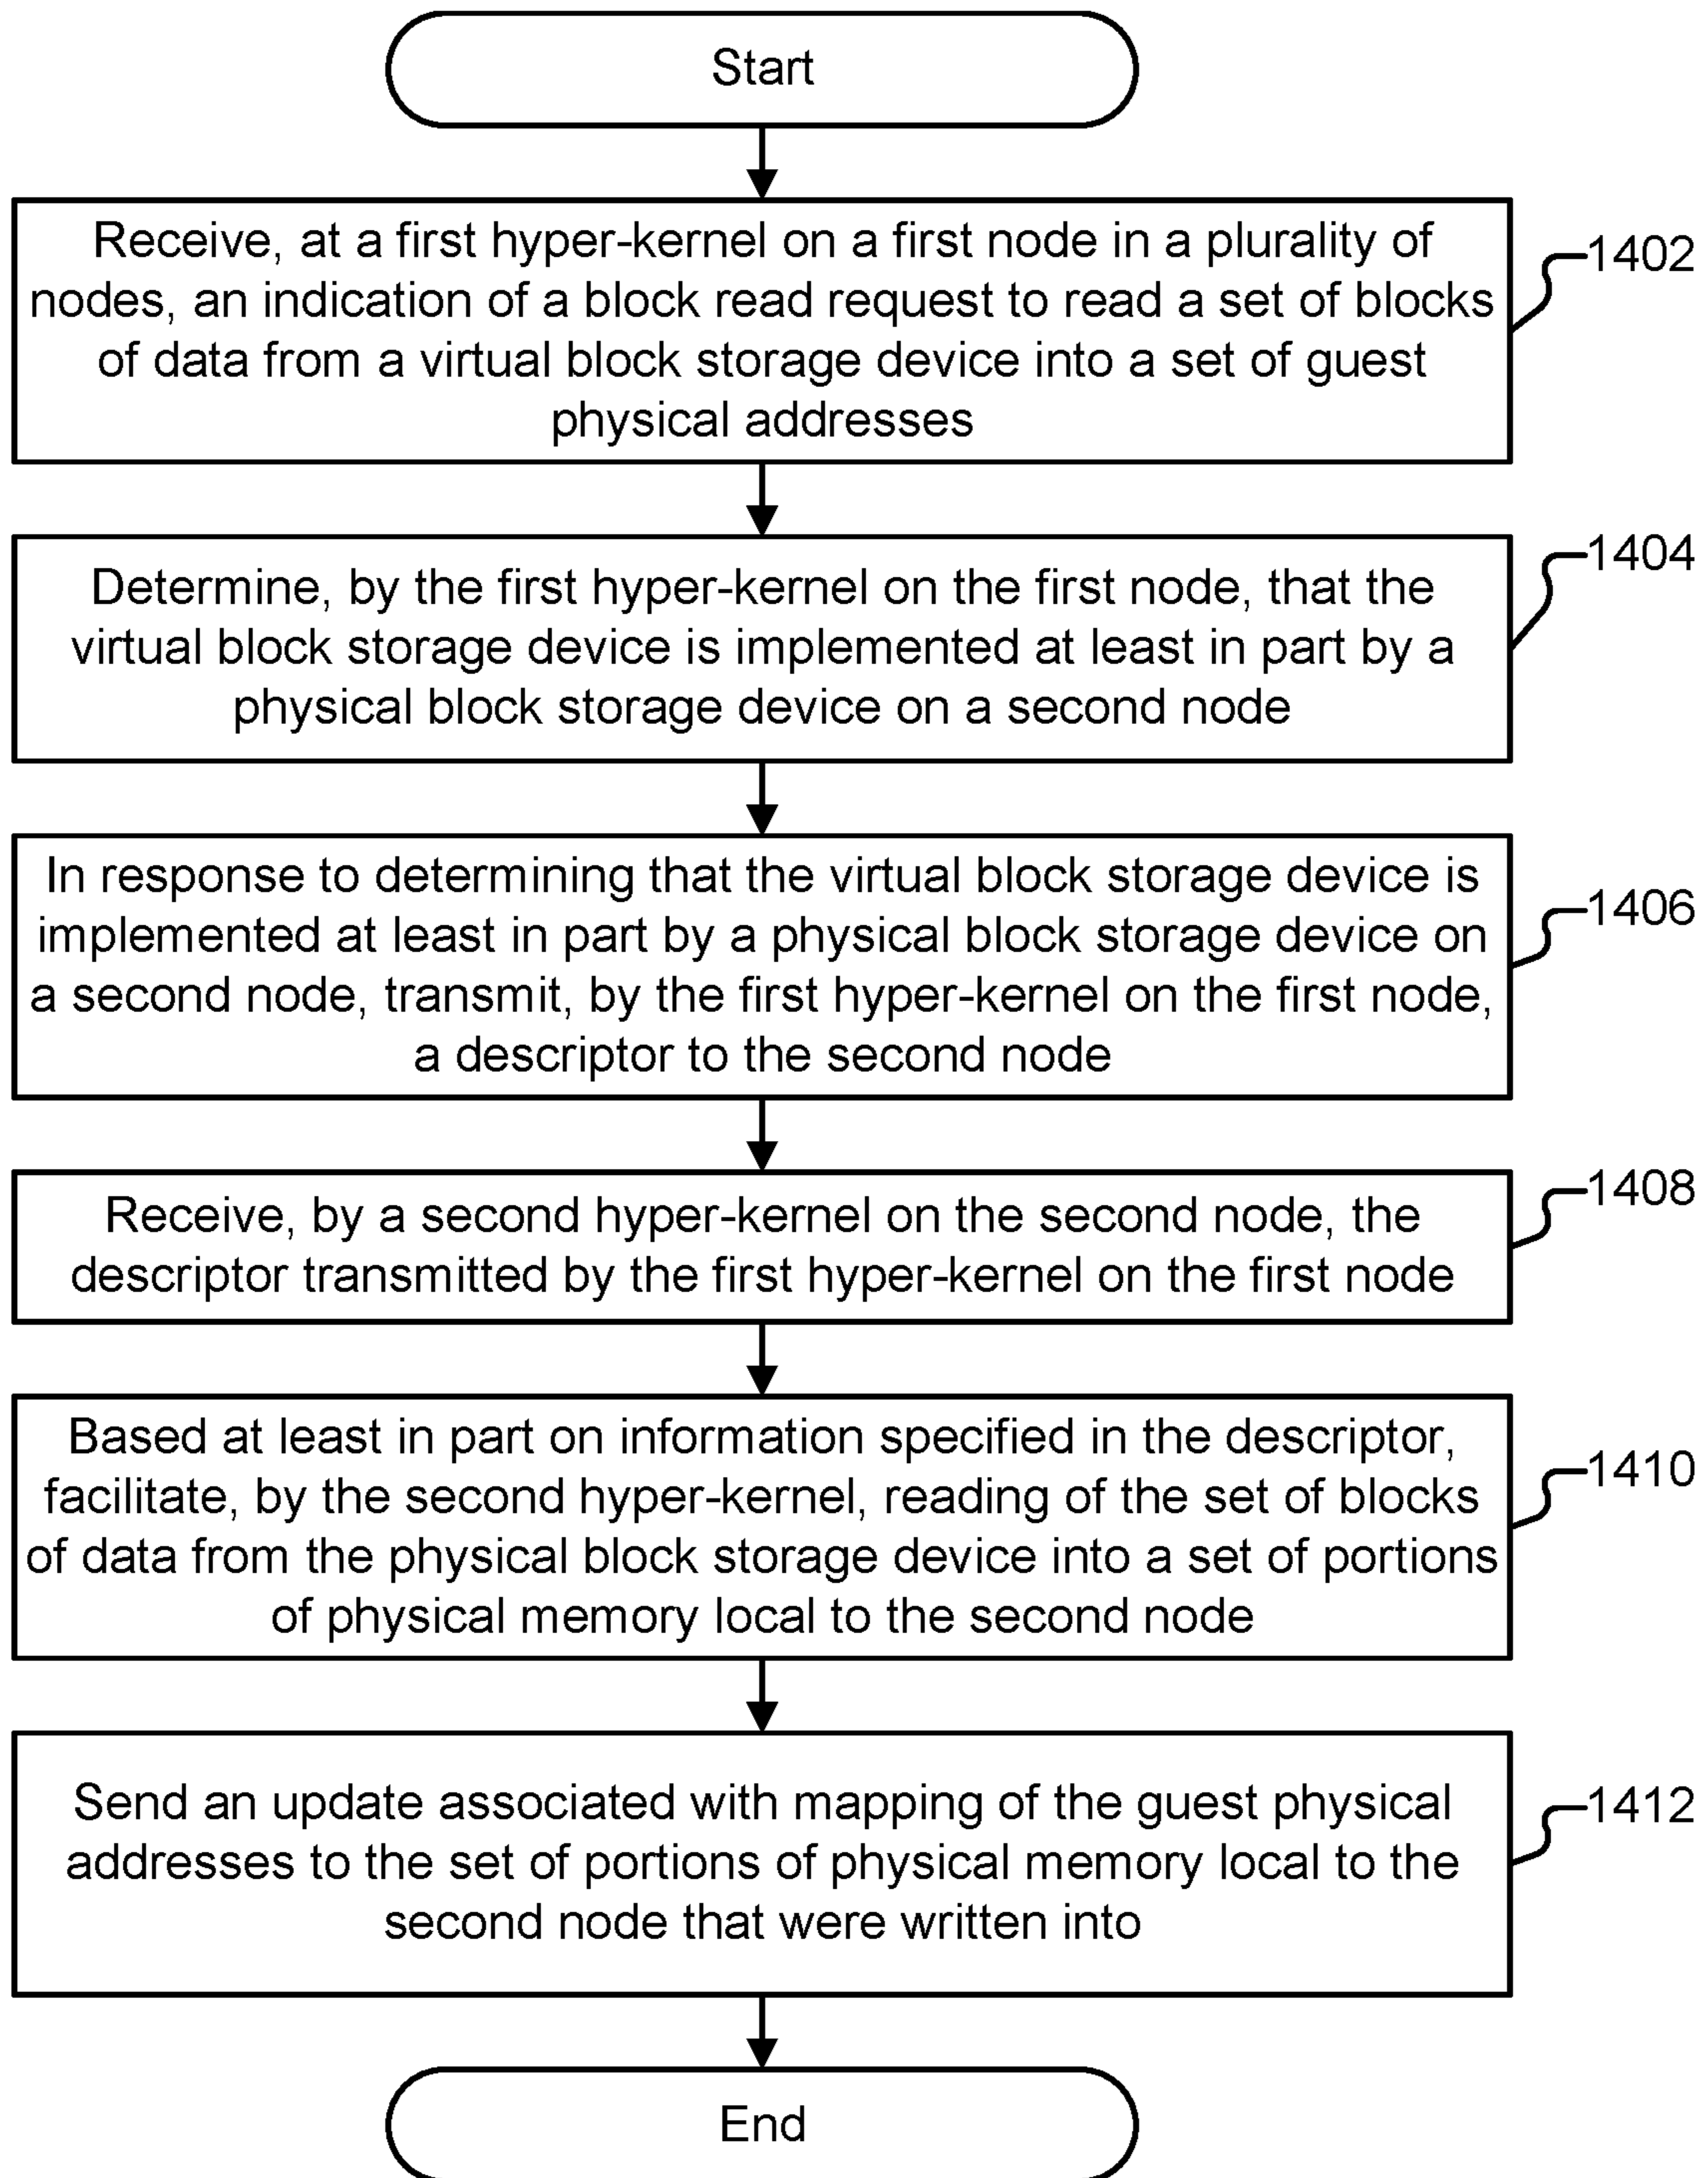 Start
Receive, at a first hyper-kernel on a first node in a plurality of
nodes, an indication of a block read request to read a set of blocks
of data from a virtual block storage device into a set of guest
physical addresses
1402
Determine, by the first hyper-kernel on the first node, that the
virtual block storage device is implemented at least in part by a
physical block storage device on a second node
1404
In response to determining that the virtual block storage device is
implemented at least in part by a physical block storage device on
a second node, transmit, by the first hyper-kernel on the first node,
a descriptor to the second node
1406
Receive, by a second hyper-kernel on the second node, the
descriptor transmitted by the first hyper-kernel on the first node
1408
Based at least in part on information specified in the descriptor,
facilitate, by the second hyper-kernel, reading of the set of blocks
of data from the physical block storage device into a set of portions
of physical memory local to the second node
1410
Send an update associated with mapping of the guest physical
addresses to the set of portions of physical memory local to the
second node that were written into
1412
End